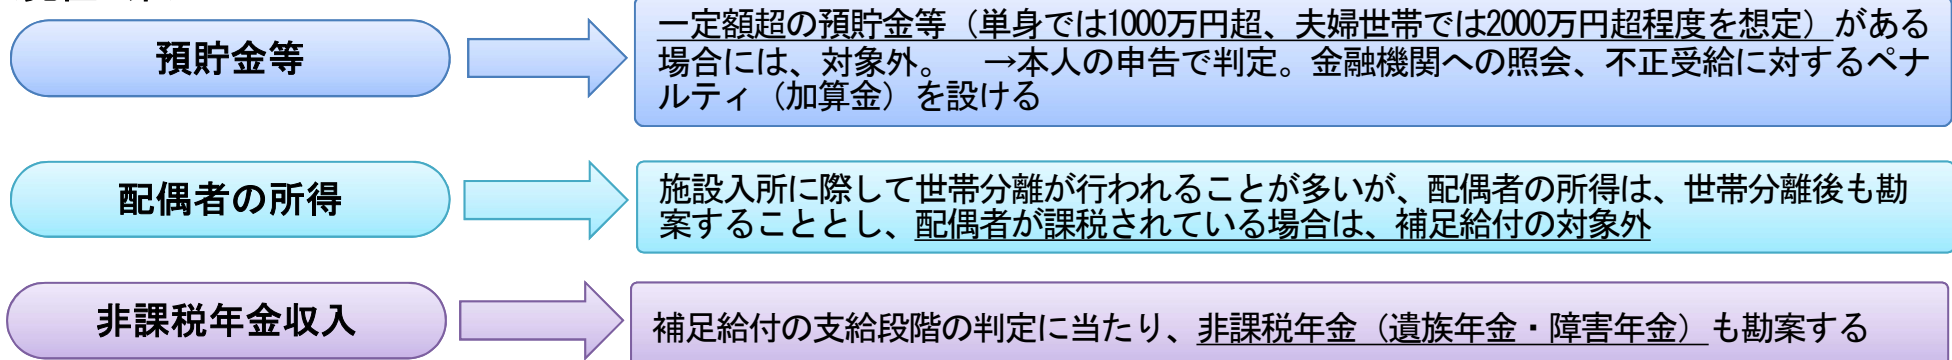 預貯金等
一定額超の預貯金等（単身では1000万円超、夫婦世帯では2000万円超程度を想定）がある
場合には、対象外。　→本人の申告で判定。金融機関への照会、不正受給に対するペナ
ルティ（加算金）を設ける
配偶者の所得
施設入所に際して世帯分離が行われることが多いが、配偶者の所得は、世帯分離後も勘
案することとし、配偶者が課税されている場合は、補足給付の対象外
非課税年金収入
補足給付の支給段階の判定に当たり、非課税年金（遺族年金・障害年金）も勘案する